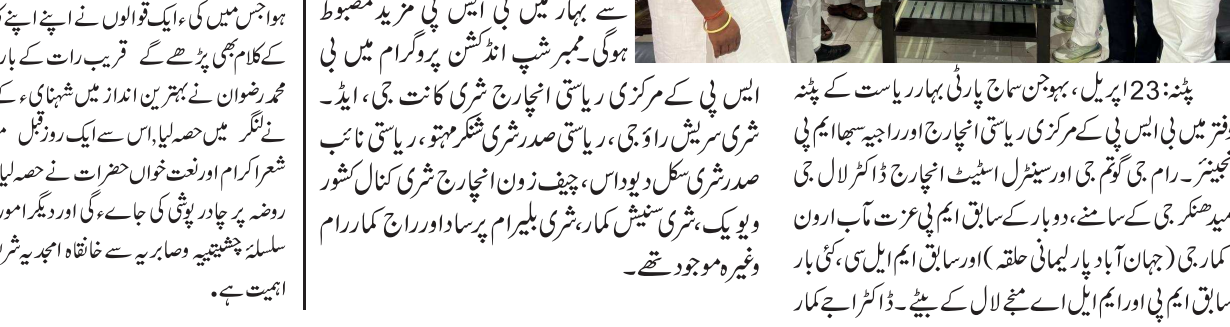 پٹنہ:23اپریل، بہوجن سماج پارٹی بہار ریاست کے پٹنہ
دفتر میں بی ایس پی کے مرکزی ریاستی انچارج اور راجیہ سبھا ایم پی
انجینئر۔ رام جی گوتم جی اور سینٹرل اسٹیٹ انچارج ڈاکٹر لال جی
میدھنکر جی کے سامنے، دو بار کے سابق ایم پی عزت مآب ارون
کمار جی (جہان آباد پارلیمانی حلقہ) اور سابق ایم ایل سی، کئی بار
سابق ایم پی اور ایم ایل اے منجے لال کے بیٹے۔ ڈاکٹر اجے کمار
سے بہار میں بی ایس پی مزید مضبوط
ہوگی۔ ممبر شپ انڈکشن پروگرام میں بی
ایس پی کے مرکزی ریاستی انچارج شری کانت جی، ایڈ۔
شری سریش راؤ جی، ریاستی صدر شری شنکر مہتو، ریاستی نائب
صدر شری سکل دیو داس، چیف زون انچارج شری کنال کشور
ویویک، شری سنیش کمار، شری بلیرام پرساد اور راج کمار رام
وغیرہ موجود تھے۔
ہوا جس میں کیٔ ایک قوالوں نے اپنے اپنے
کے کلام بھی پڑھے گے قریب رات کے بار
محمد رضوان نے بہترین انداز میں شہنایٔ
نے لنگر میں حصہ لیا, اس سے ایک روز قبل
شعرا کرام اور نعت خواں حضرات نے حصہ لیا
روضہ پر چادر پوشی کی جاےء گی اور دیگر امور
سلسلۂ چشیتییہ وصابریہ سے خانقاہ امجدیہ
اہمیت ہے۔